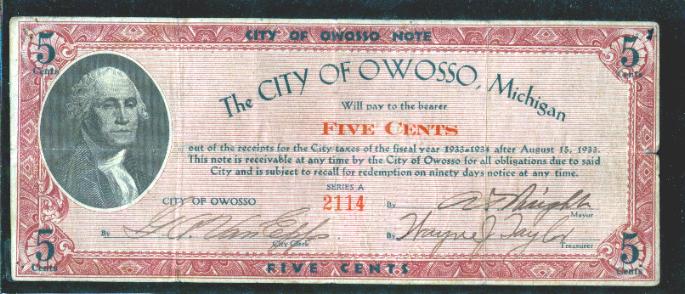 CITY OF OWOSSO NOTE
5 Cents
5 Cents
The CITY OF OWOSSO, Michigan
Will pay to the bearer
FIVE CENTS
out of the receipts for the City taxes of the fiscal year 1933-1934 after August 15, 1933.
This note is receivable at any time by the City of Owosso for all obligations due to said
City and is subject to recall for redemption on ninety days notice at any time.
SERIES A
CITY OF OWOSSO 2114 By
Mayor
By G. A. Van Epps By Wayne J. Taylor
City Clerk Treasurer
5 Cents
5 Cents
FIVE CENTS